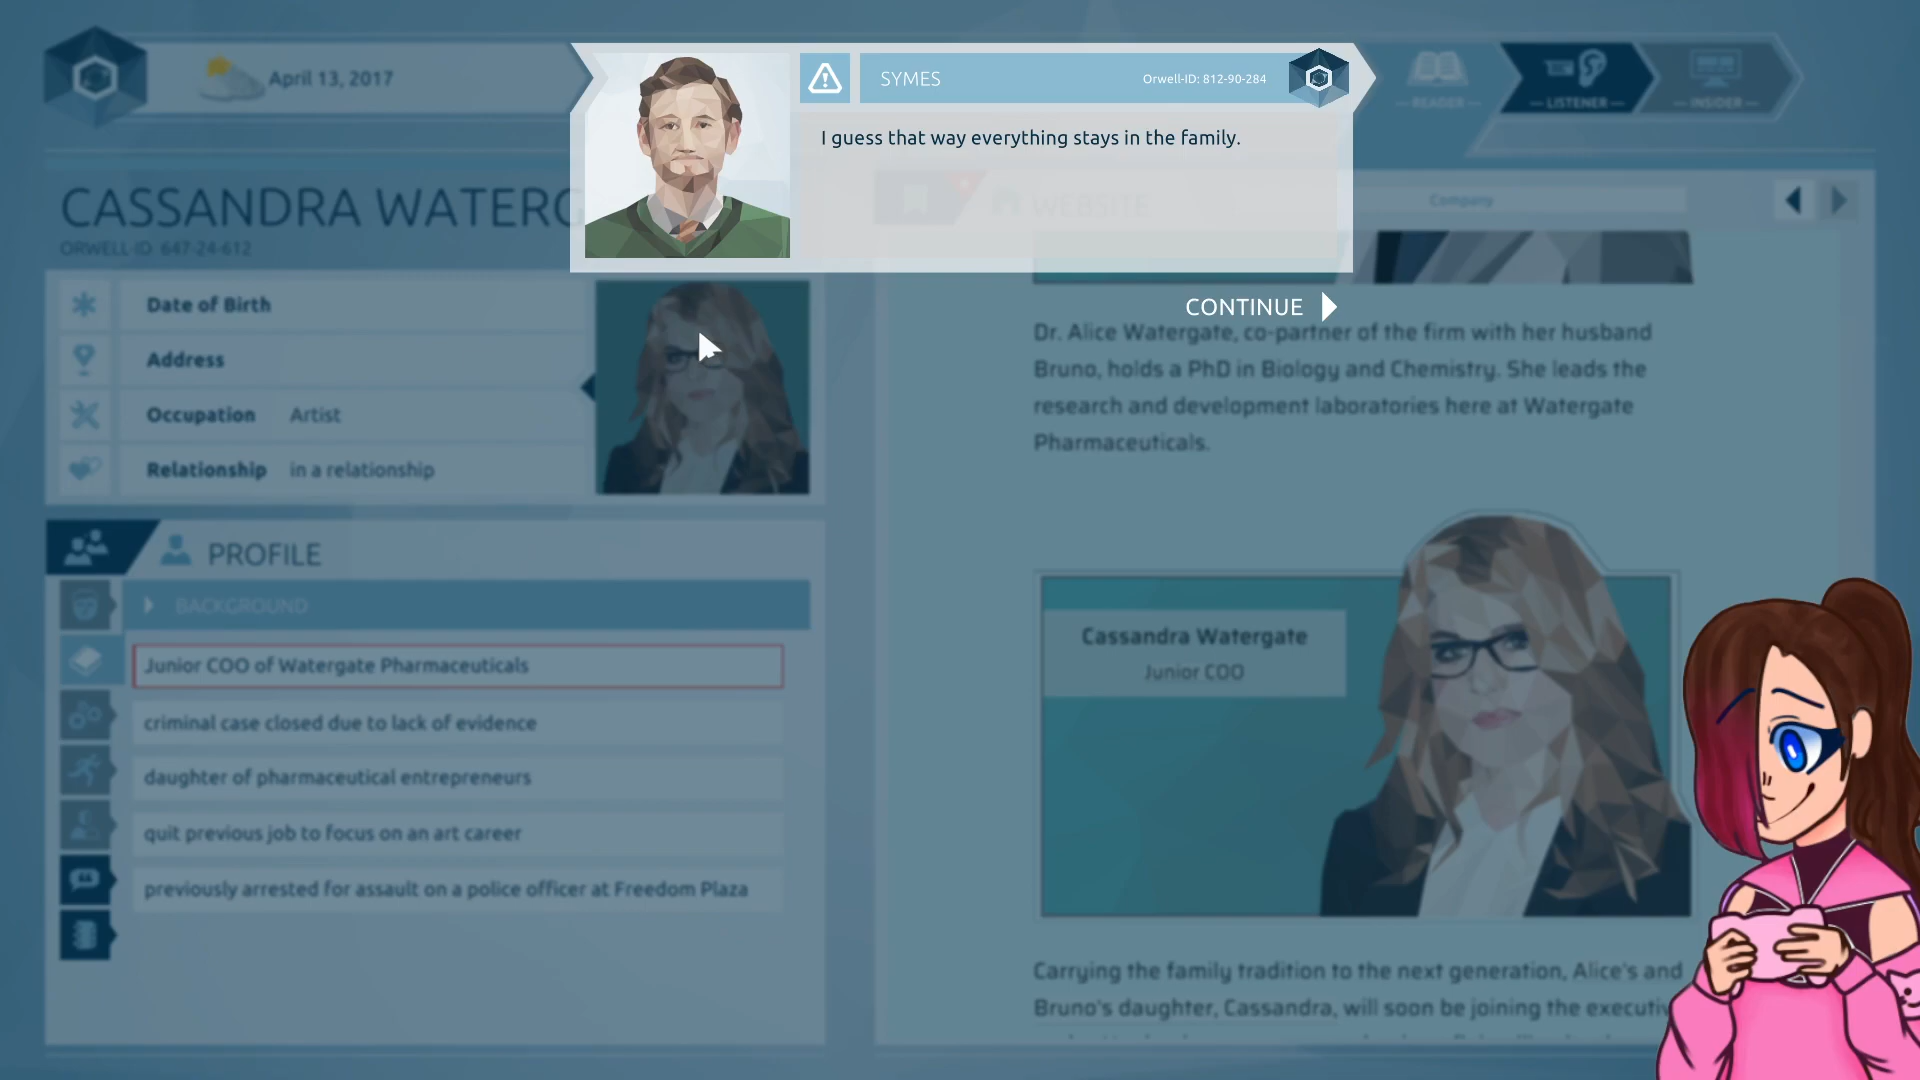 April 13, 2017
SYMES
Orwell-ID: 812-90-284
I guess that way everything stays in the family.
CONTINUE
READER
LISTENER
INSIDER
CASSANDRA WATERG
ORWELL-ID 647-24-612
Date of Birth
Address
Occupation Artist
Relationship in a relationship
PROFILE
BACKGROUND
Junior COO of Watergate Pharmaceuticals
criminal case closed due to lack of evidence
daughter of pharmaceutical entrepreneurs
quit previous job to focus on an art career
previously arrested for assault on a police officer at Freedom Plaza
WEBSITE
Company
Dr. Alice Watergate, co-partner of the firm with her husband
Bruno, holds a PhD in Biology and Chemistry. She leads the
research and development laboratories here at Watergate
Pharmaceuticals.
Cassandra Watergate
Junior COO
Carrying the family tradition to the next generation, Alice's and
Bruno's daughter, Cassandra, will soon be joining the executiv